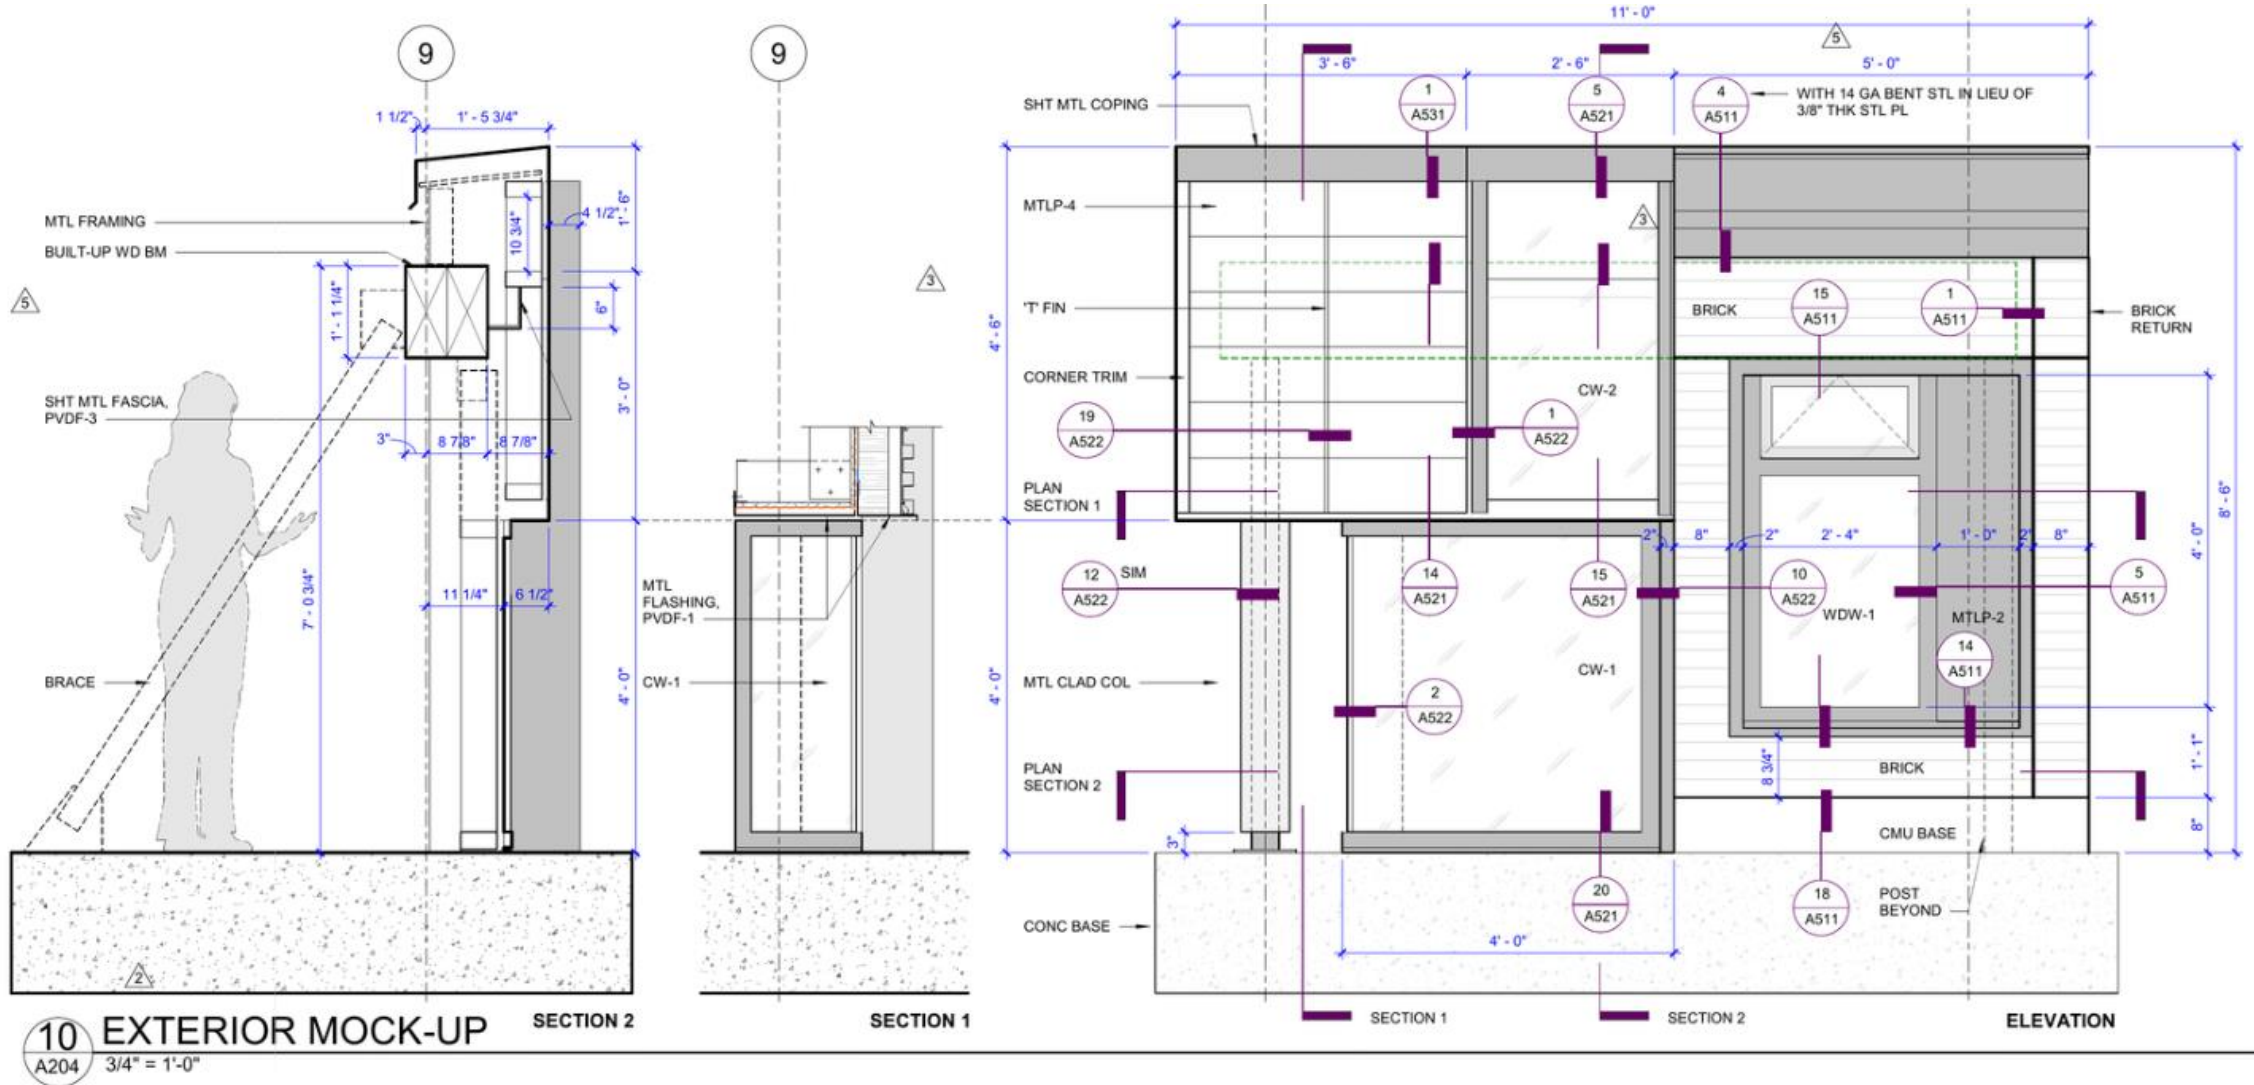 9
1 1/2"
1' - 5 3/4"
MTL FRAMING
BUILT-UP WD BM
5
1' - 1 1/4"
10 3/4"
4 1/2"
1' - 6"
6"
SHT MTL FASCIA,
PVDF-3
3"
8 7/8"
8 7/8"
3' - 0"
7' - 0 3/4"
11 1/4"
6 1/2"
BRACE
4' - 0"
2
SECTION 2
9
3
MTL
FLASHING,
PVDF-1
CW-1
SECTION 1
11' - 0"
5
3' - 6"
2' - 6"
5' - 0"
SHT MTL COPING
1
A531
5
A521
4
A511
WITH 14 GA BENT STL IN LIEU OF
3/8" THK STL PL
MTLP-4
3
'T' FIN
BRICK
15
A511
1
A511
BRICK
RETURN
4' - 6"
CORNER TRIM
CW-2
19
A522
1
A522
PLAN
SECTION 1
8' - 6"
4' - 0"
2"
8"
2"
2' - 4"
1' - 0"
2"
8"
12
A522
SIM
14
A521
15
A521
10
A522
5
A511
WDW-1
MTLP-2
14
A511
4' - 0"
MTL CLAD COL
CW-1
2
A522
PLAN
SECTION 2
8 3/4"
BRICK
1' - 1"
3"
CMU BASE
8"
20
A521
18
A511
POST
BEYOND
CONC BASE
4' - 0"
SECTION 1
SECTION 2
ELEVATION
10
A204
EXTERIOR MOCK-UP
3/4" = 1'-0"